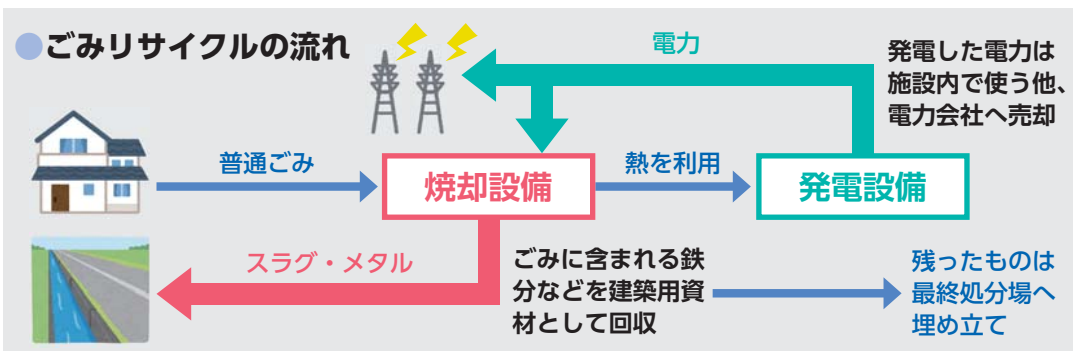 ●ごみリサイクルの流れ
電力
発電した電力は
施設内で使う他、
電力会社へ売却
普通ごみ
焼却設備
熱を利用
発電設備
スラグ・メタル
ごみに含まれる鉄
分などを建築用資
材として回収
残ったものは
最終処分場へ
埋め立て